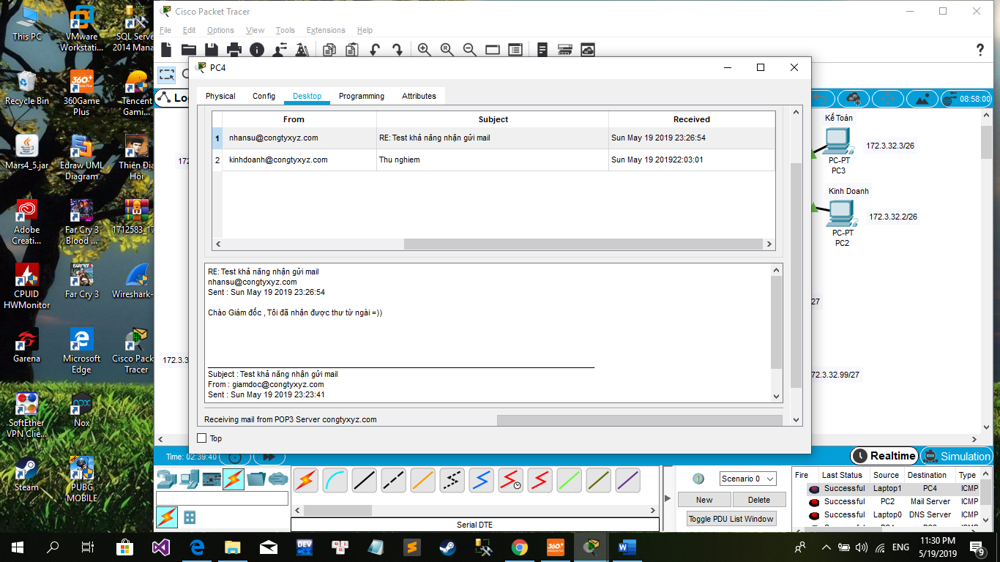 This PC
VMware
Workstati...
SQL Serve
2014 Mana
Recycle Bin
360Game
Plus
Tencent
Gami...
Mars4_5.jar
Edraw UML
Diagram
Thiên Địa
Hội
Adobe
Creati...
Far Cry 3
Blood ...
1712583_17
CPUID
HWMonitor
Far Cry 3
Wireshark-
Garena
Microsoft
Edge
Cisco Pack
Tracer
SoftEther
VPN Clie...
Nox
Steam
PUBG
MOBILE
Cisco Packet Tracer
File Edit Options View Tools Extensions Help
PC4
Physical Config Desktop Programming Attributes
From Subject Received
1 nhansu@congtyxyz.com RE: Test khả năng nhận gửi mail Sun May 19 2019 23:26:54
2 kinhdoanh@congtyxyz.com Thu nghiem Sun May 19 201922:03:01
RE: Test khả năng nhận gửi mail
nhansu@congtyxyz.com
Sent : Sun May 19 2019 23:26:54
Chào Giám đốc , Tôi đã nhận được thư từ ngài =))
Subject : Test khả năng nhận gửi mail
From : giamdoc@congtyxyz.com
Sent : Sun May 19 2019 23:23:41
Receiving mail from POP3 Server congtyxyz.com
Top
Lo
08:58:00
Kế Toán
172.3.32.3/26
PC-PT
PC3
Kinh Doanh
172.3.32.2/26
PC-PT
PC2
/27
72.3.32.99/27
17
172.3.3
Time: 02:39:40
Realtime Simulation
Scenario 0
New Delete
Toggle PDU List Window
Serial DTE
Fire Last Status Source Destination Type
Successful Laptop1 PC4 ICMP
Successful PC2 Mail Server ICMP
Successful Laptop0 DNS Server ICMP
ENG
11:30 PM
5/19/2019
9